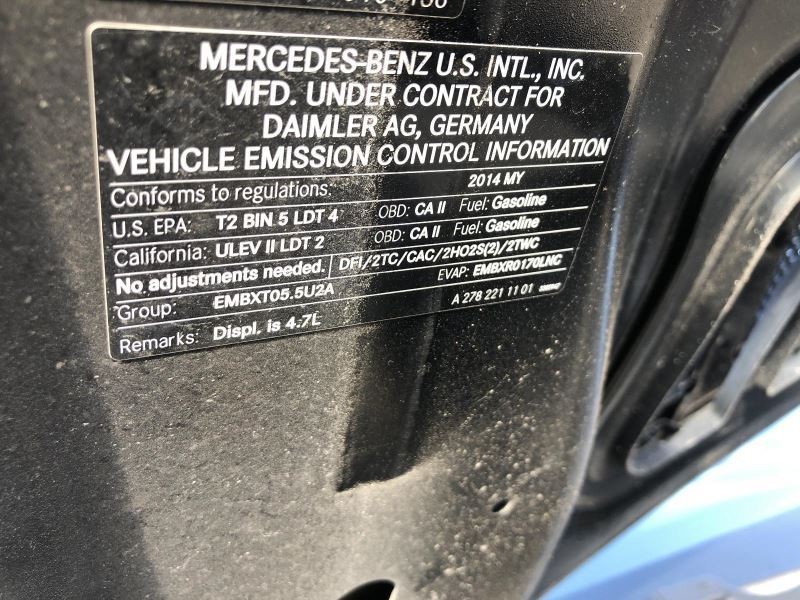 MERCEDES-BENZ U.S. INTL., INC.
MFD. UNDER CONTRACT FOR
DAIMLER AG, GERMANY
VEHICLE EMISSION CONTROL INFORMATION
Conforms to regulations: 2014 MY
U.S. EPA: T2 BIN 5 LDT 4 OBD: CA II Fuel: Gasoline
California: ULEV II LDT 2 OBD: CA II Fuel: Gasoline
No adjustments needed. DFI/2TC/CAC/2HO2S(2)/2TWC
Group: EMBXT05.5U2A EVAP: EMBXR0170LNC
Remarks: Displ. is 4.7L A 278 221 11 01